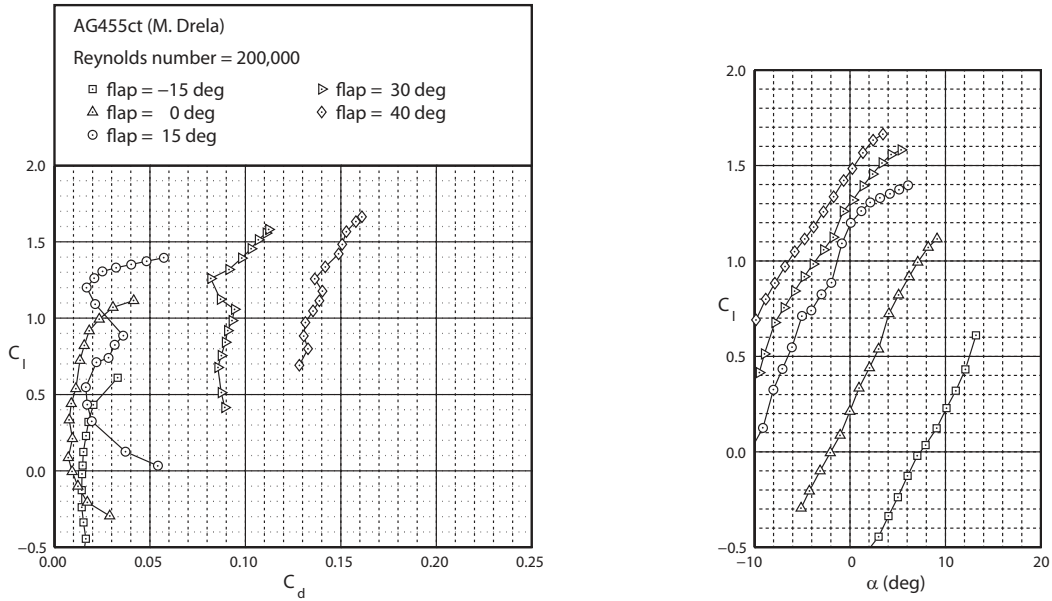 AG455ct (M. Drela)
Reynolds number = 200,000
flap = −15 deg
flap = 0 deg
flap = 15 deg
flap = 30 deg
flap = 40 deg
2.0
1.5
1.0
C_l
0.5
0.0
−0.5
0.00 0.05 0.10 0.15 0.20 0.25
C_d
2.0
1.5
1.0
C_l
0.5
0.0
−0.5
−10 0 10 20
α (deg)